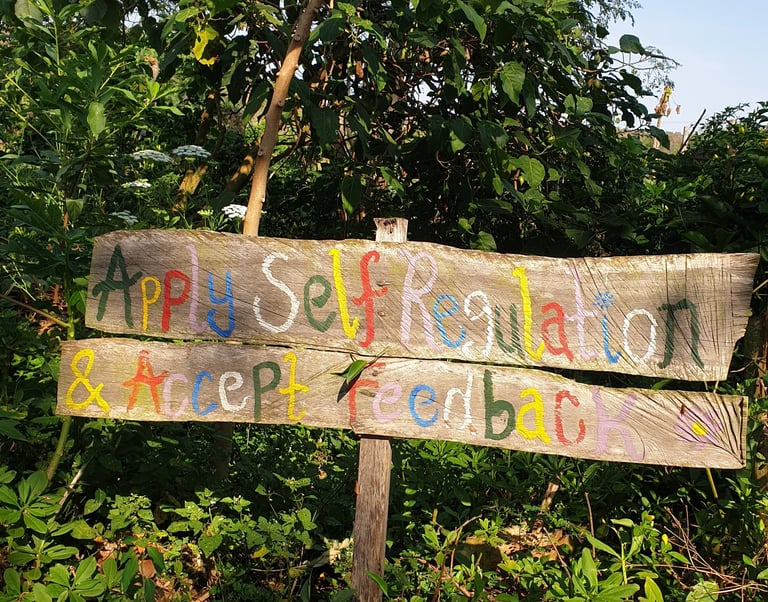 Apply Self Regulation
& Accept Feedback